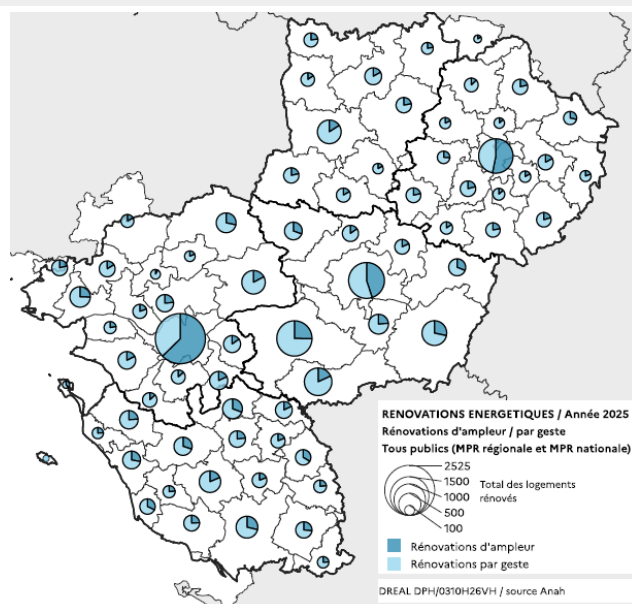 RENOVATIONS ENERGETIQUES / Année 2025
Rénovations d'ampleur / par geste
Tous publics (MPR régionale et MPR nationale)
2525
1500
1000
500
100
Total des logements
rénovés
Rénovations d'ampleur
Rénovations par geste
DREAL DPH/0310H26VH / source Anah